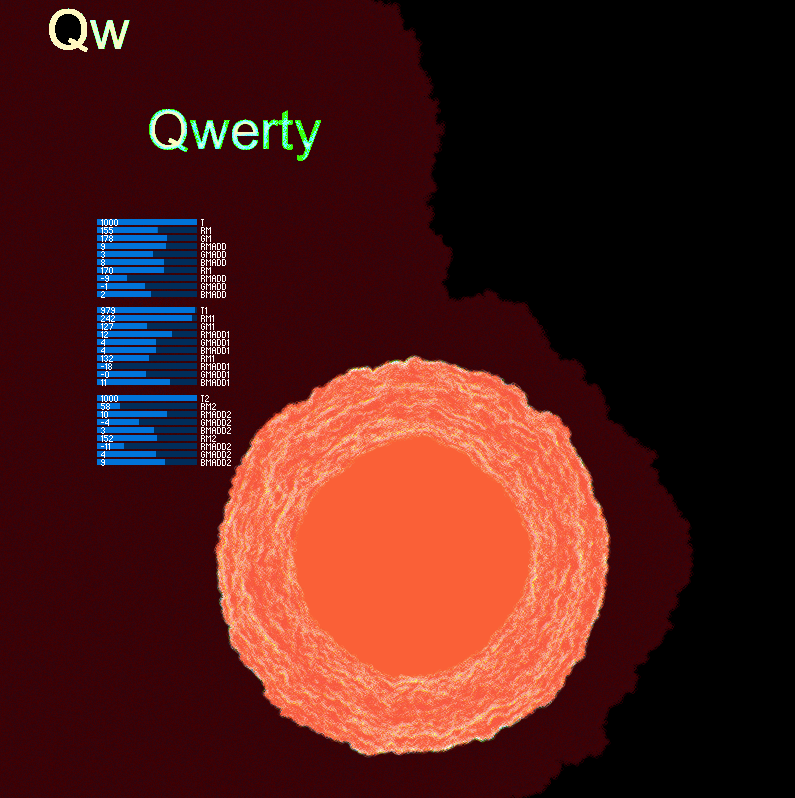 Qw
Qwerty
1000 T
155 RM
178 GM
9 RMADD
3 GMADD
8 BMADD
170 RM
-9 RMADD
-1 GMADD
2 BMADD
979 T1
242 RM1
127 GM1
12 RMADD1
4 GMADD1
4 BMADD1
132 RM1
-18 RMADD1
-0 GMADD1
11 BMADD1
1000 T2
58 RM2
10 RMADD2
-4 GMADD2
3 BMADD2
152 RM2
-11 RMADD2
4 GMADD2
9 BMADD2